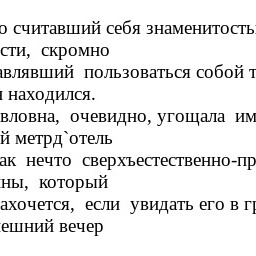 о считавший себя знаменитость
сти, скромно
авлявший пользоваться собой т
находился.
вловна, очевидно, угощала им
й метрд`отель
ак нечто сверхъестественно-пр
ны, который
ахочется, если увидать его в гр
ешний вечер